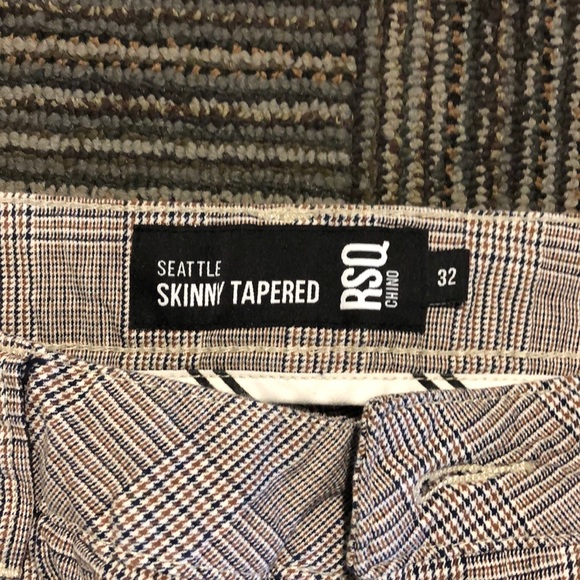 SEATTLE
SKINNY TAPERED
RSQ
CHINO
32